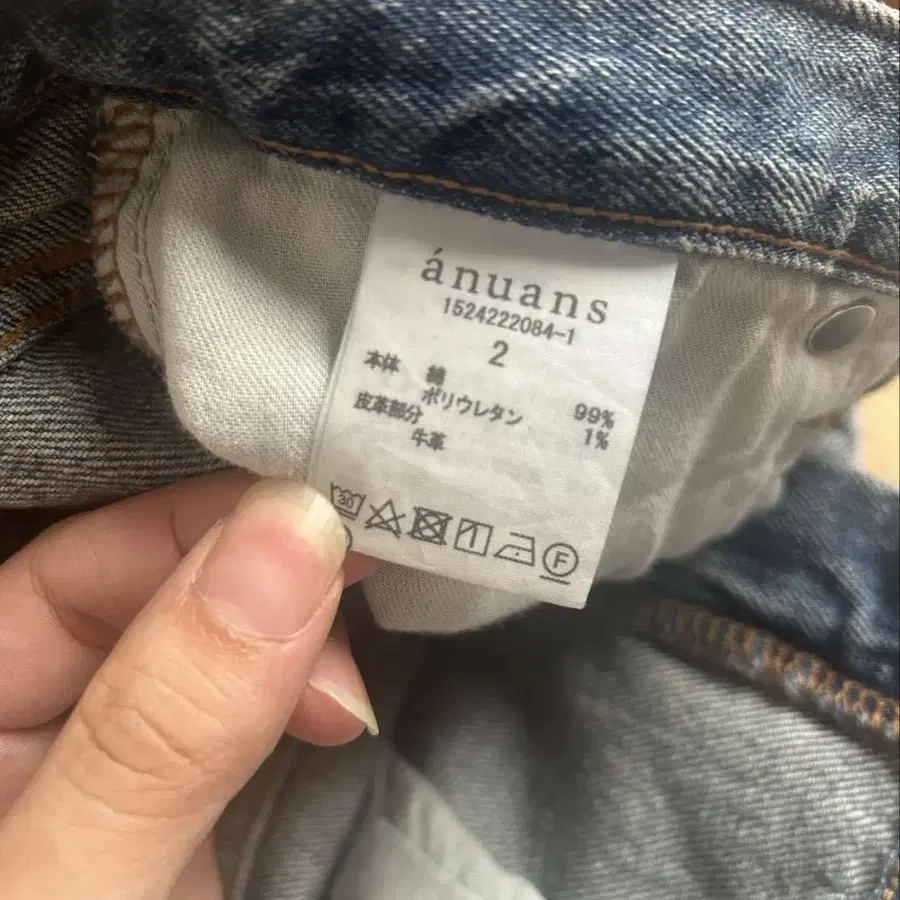 ánuans
1524222084-1
2
本体 綿 99%
ポリウレタン 1%
皮革部分
牛革
30
F